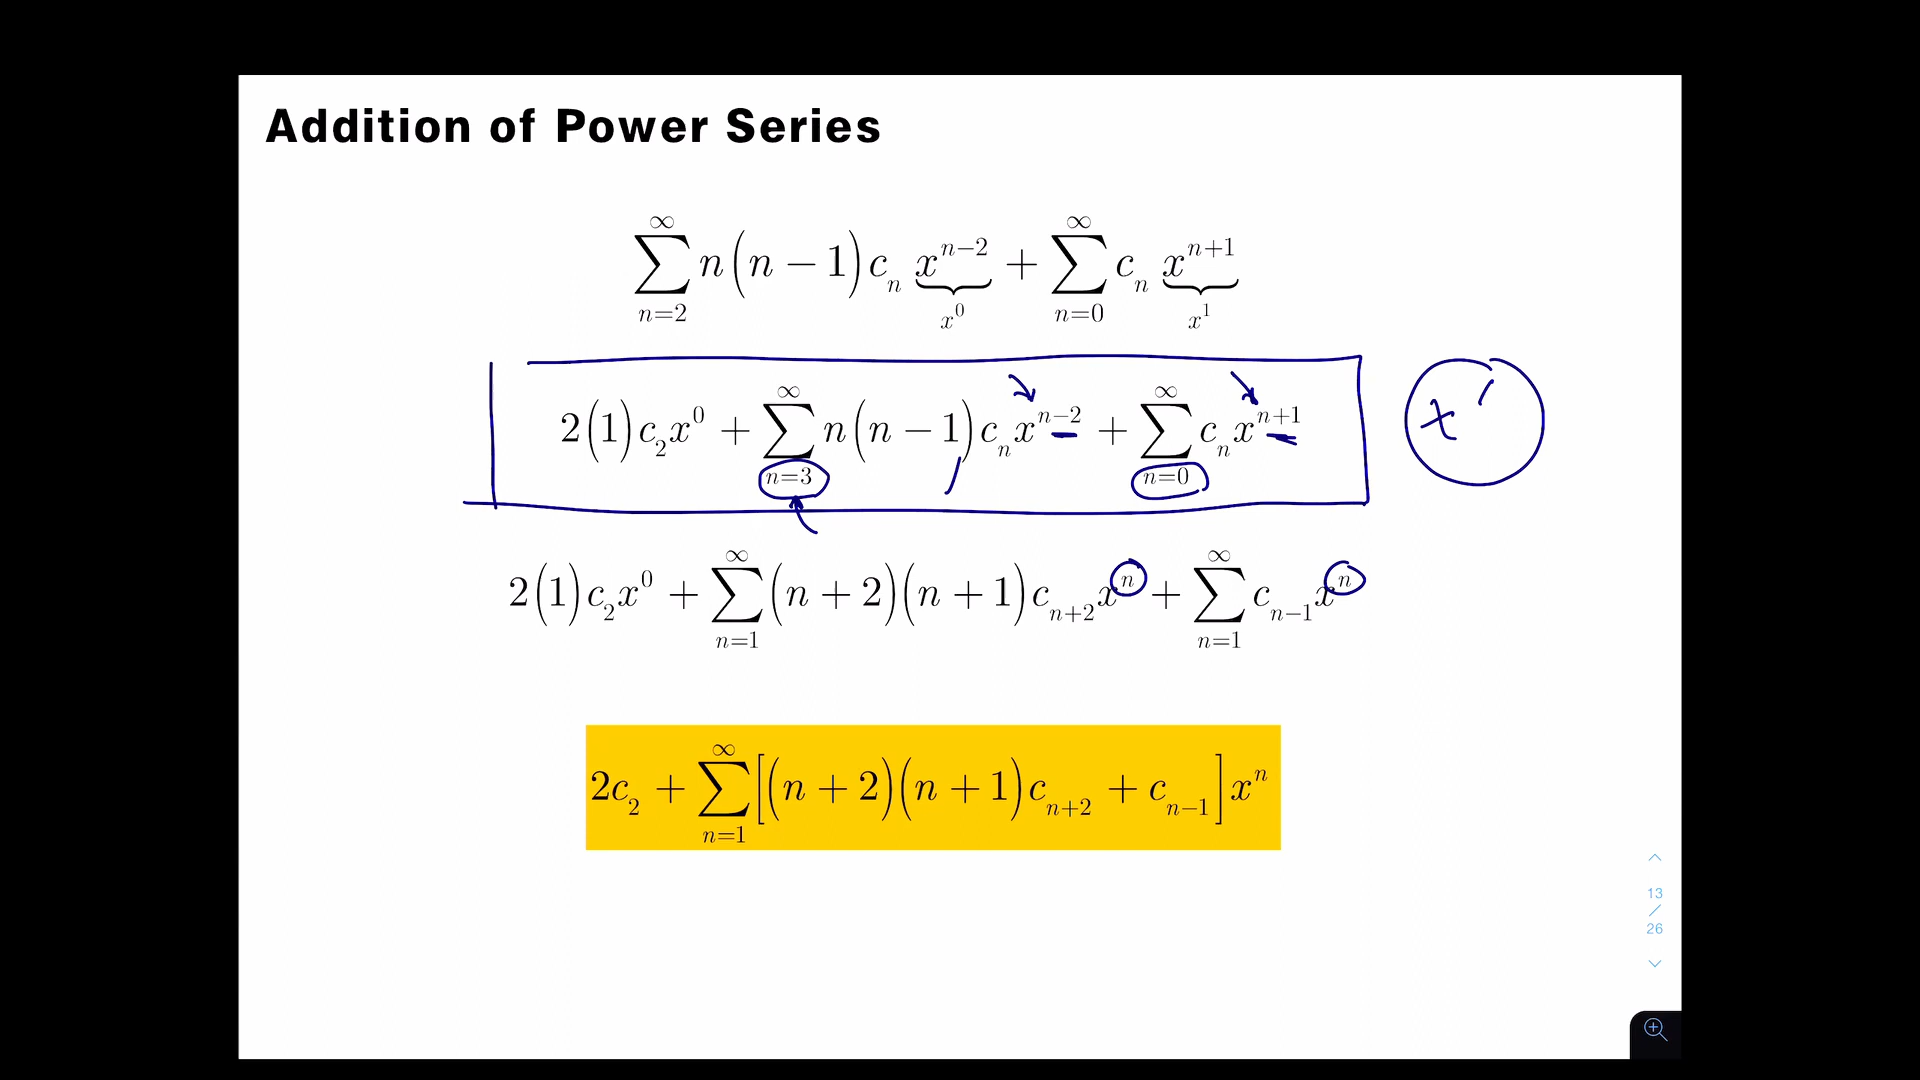 Addition of Power Series
∞ ∞
∑ n(n − 1)c_n x^{n−2} + ∑ c_n x^{n+1}
n=2 x^0 n=0 x^1
∞ ∞
2(1)c_2x^0 + ∑ n(n − 1)c_nx^{n−2} + ∑ c_nx^{n+1} x^1
n=3 n=0
∞ ∞
2(1)c_2x^0 + ∑ (n + 2)(n + 1)c_{n+2}x^n + ∑ c_{n−1}x^n
n=1 n=1
∞
2c_2 + ∑ [(n + 2)(n + 1)c_{n+2} + c_{n−1}]x^n
n=1
13
/
26